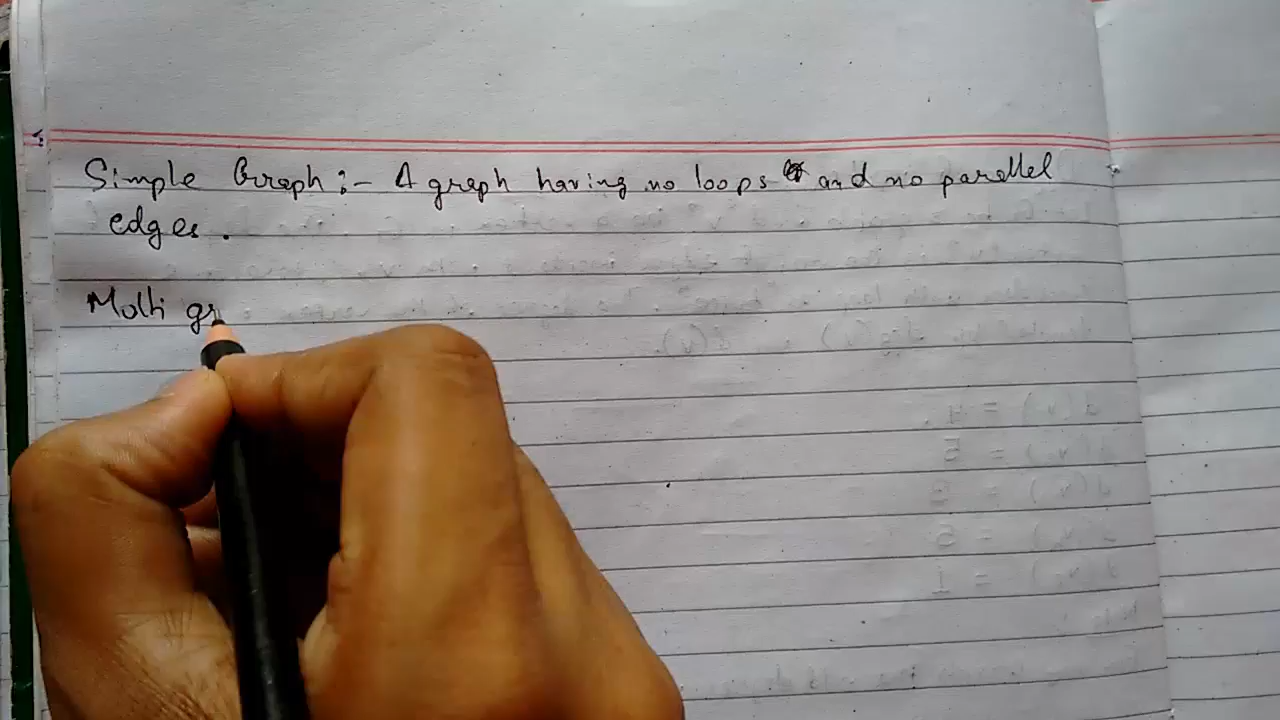 Simple Graph :- A graph having no loops and no parallel
edges .
Multi gr